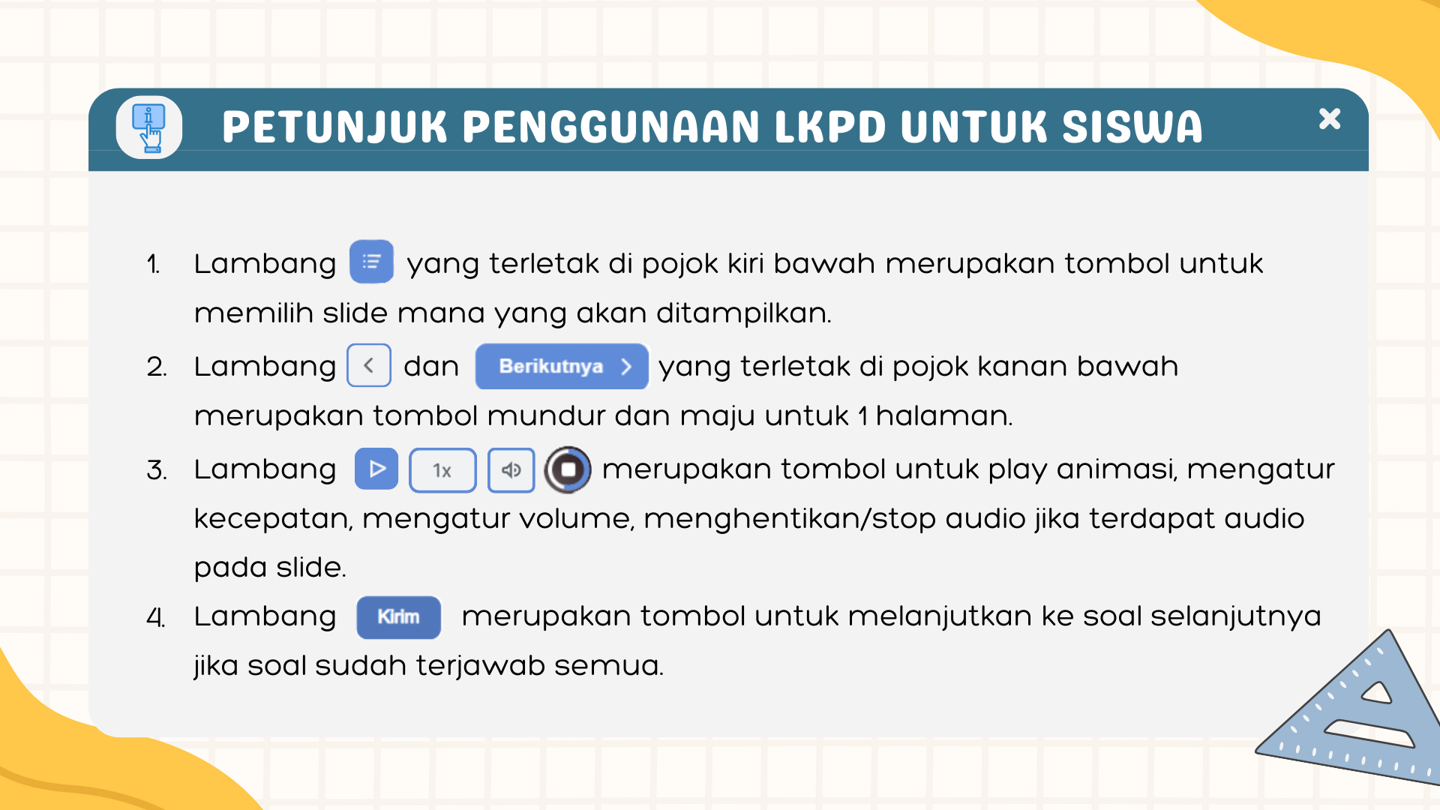 PETUNJUK PENGGUNAAN LKPD UNTUK SISWA
1. Lambang yang terletak di pojok kiri bawah merupakan tombol untuk
memilih slide mana yang akan ditampilkan.
2. Lambang dan Berikutnya yang terletak di pojok kanan bawah
merupakan tombol mundur dan maju untuk 1 halaman.
3. Lambang 1x merupakan tombol untuk play animasi, mengatur
kecepatan, mengatur volume, menghentikan/stop audio jika terdapat audio
pada slide.
4. Lambang Kirim merupakan tombol untuk melanjutkan ke soal selanjutnya
jika soal sudah terjawab semua.